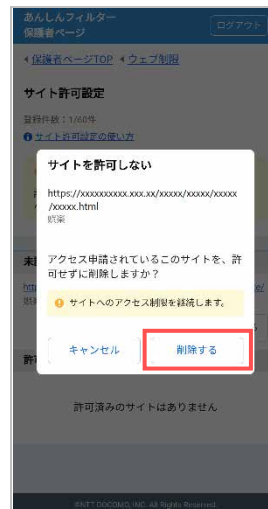 あんしんフィルター
保護者ページ
ログアウト
保護者ページTOP
ウェブ制限
サイト許可設定
登録件数:1/60件
サイト許可設定の使い方
サイトを許可しない
https://xxxxxxxxxx.xxx.xx/xxxxx/xxxxx/xxxxx
/xxxxx.html
娯楽
アクセス申請されているこのサイトを、許
可せずに削除しますか?
サイトへのアクセス制限を継続します。
キャンセル
削除する
許可済みのサイトはありません
©NTT DOCOMO, INC. All Rights Reserved.